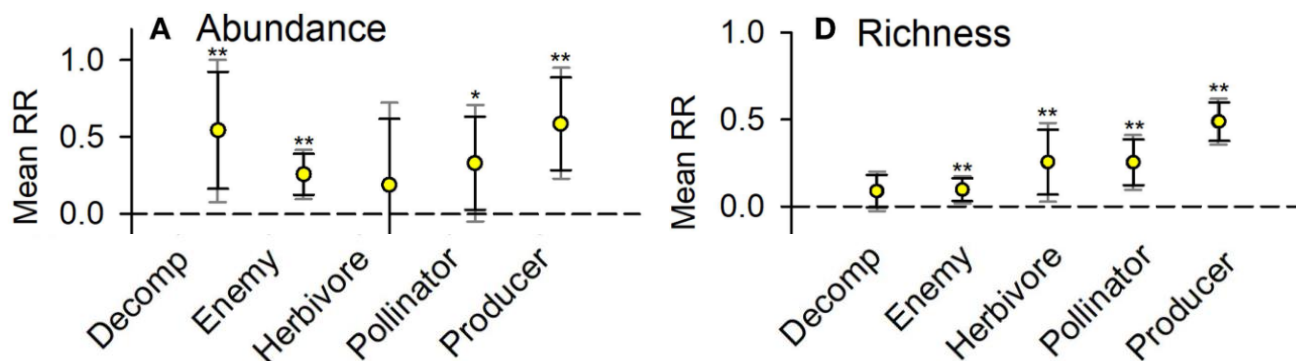 A Abundance
Mean RR
1.0
0.5
0.0
**
**
*
**
Decomp
Enemy
Herbivore
Pollinator
Producer
D Richness
Mean RR
1.0
0.5
0.0
**
**
**
**
Decomp
Enemy
Herbivore
Pollinator
Producer